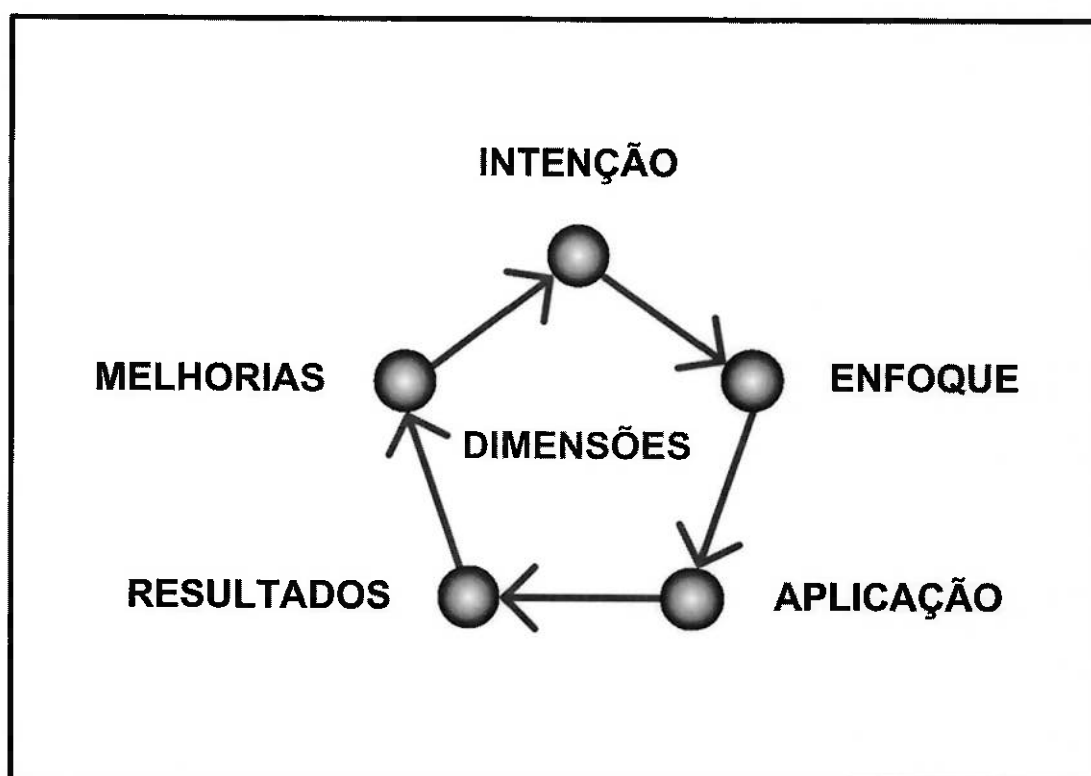 INTENÇÃO
MELHORIAS
ENFOQUE
DIMENSÕES
RESULTADOS
APLICAÇÃO